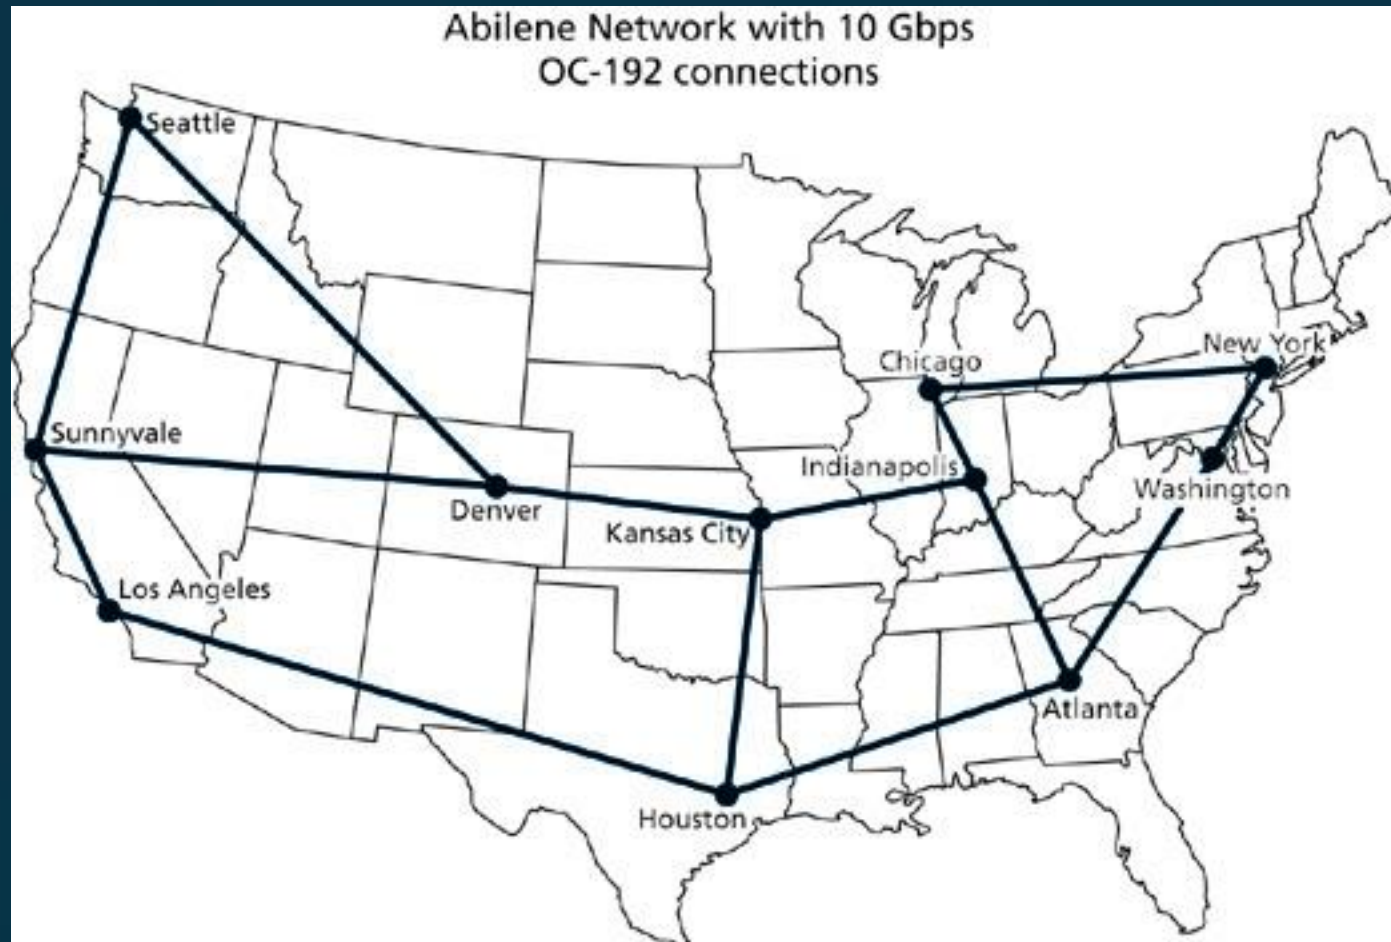 Abilene Network with 10 Gbps
OC-192 connections
Seattle
New York
Chicago
Sunnyvale
Indianapolis
Washington
Denver
Kansas City
Los Angeles
Atlanta
Houston